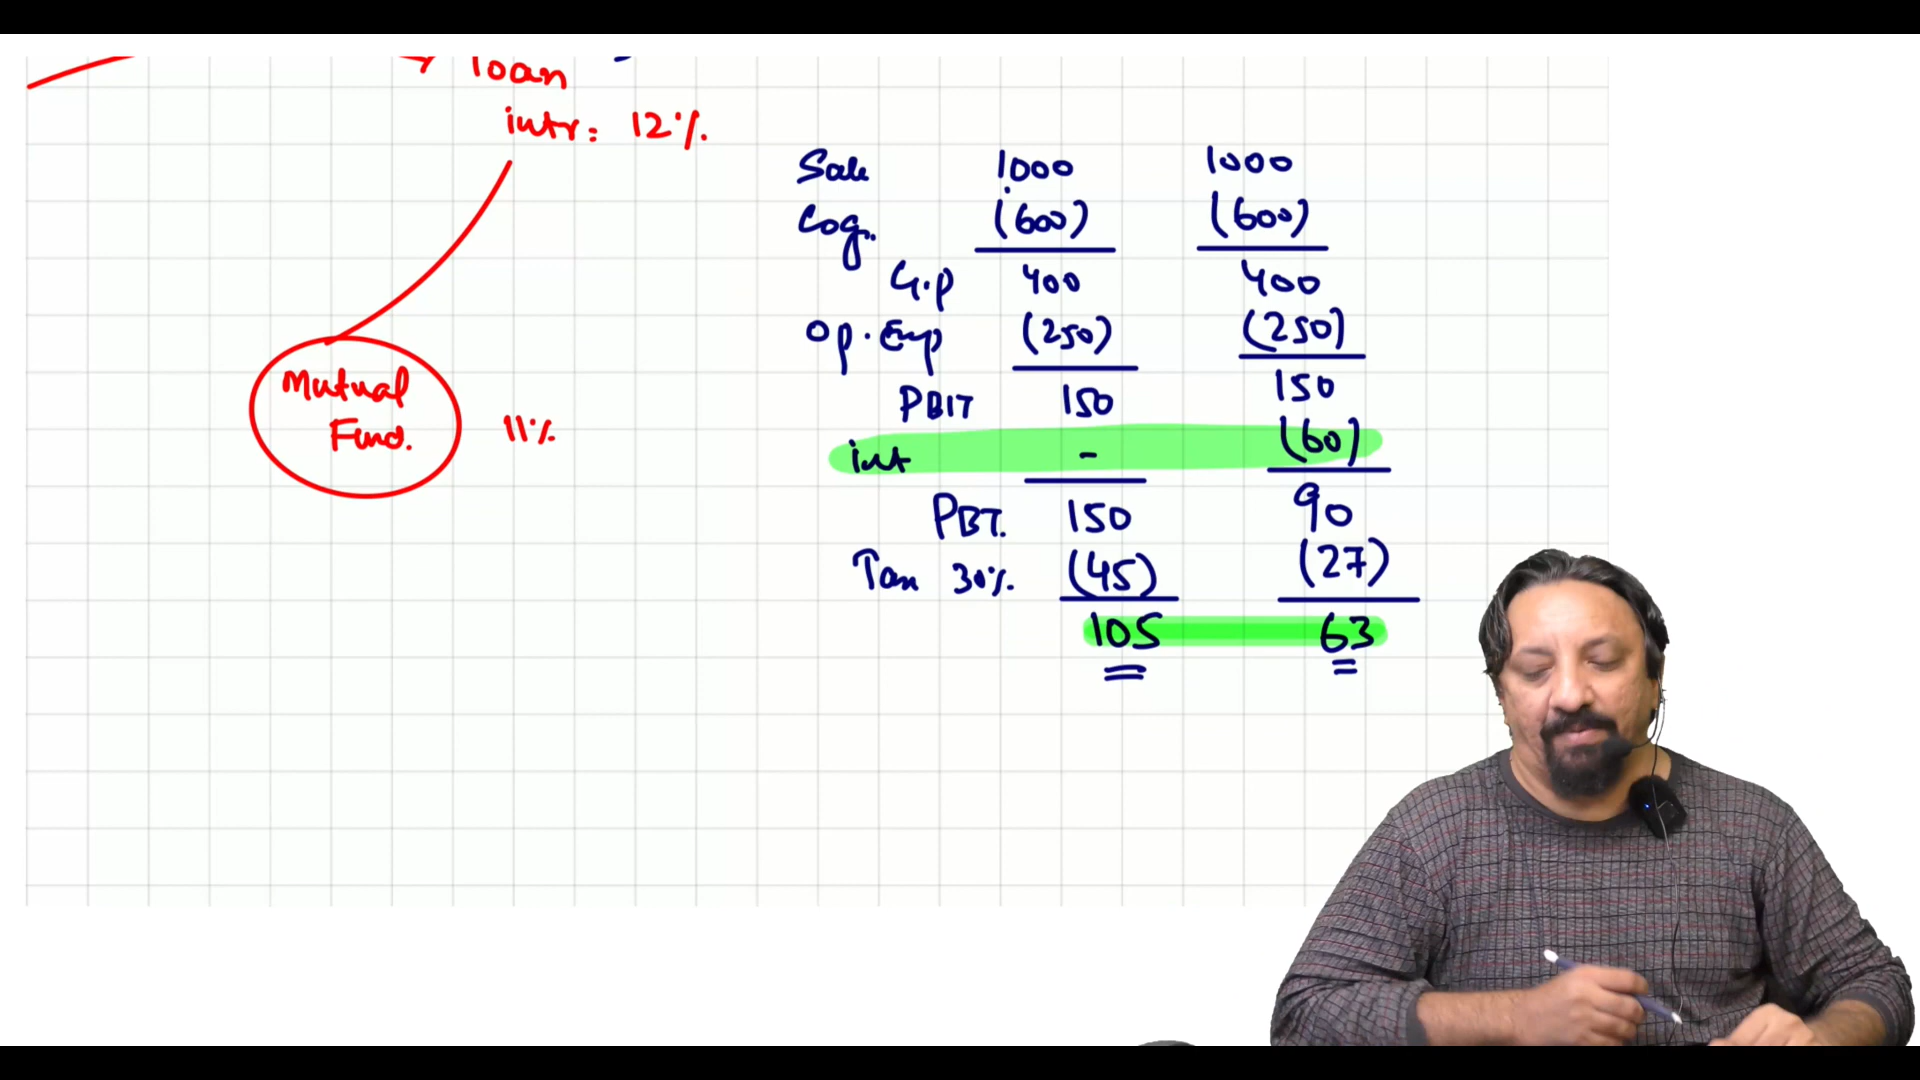 loan
intr: 12%.
Sale 1000 1000
Cog. (600) (600)
G.P 400 400
Op. Exp (250) (250)
PBIT 150 150
int - (60)
PBT. 150 90
Tax 30%. (45) (27)
105 63
Mutual
Fund. 11%